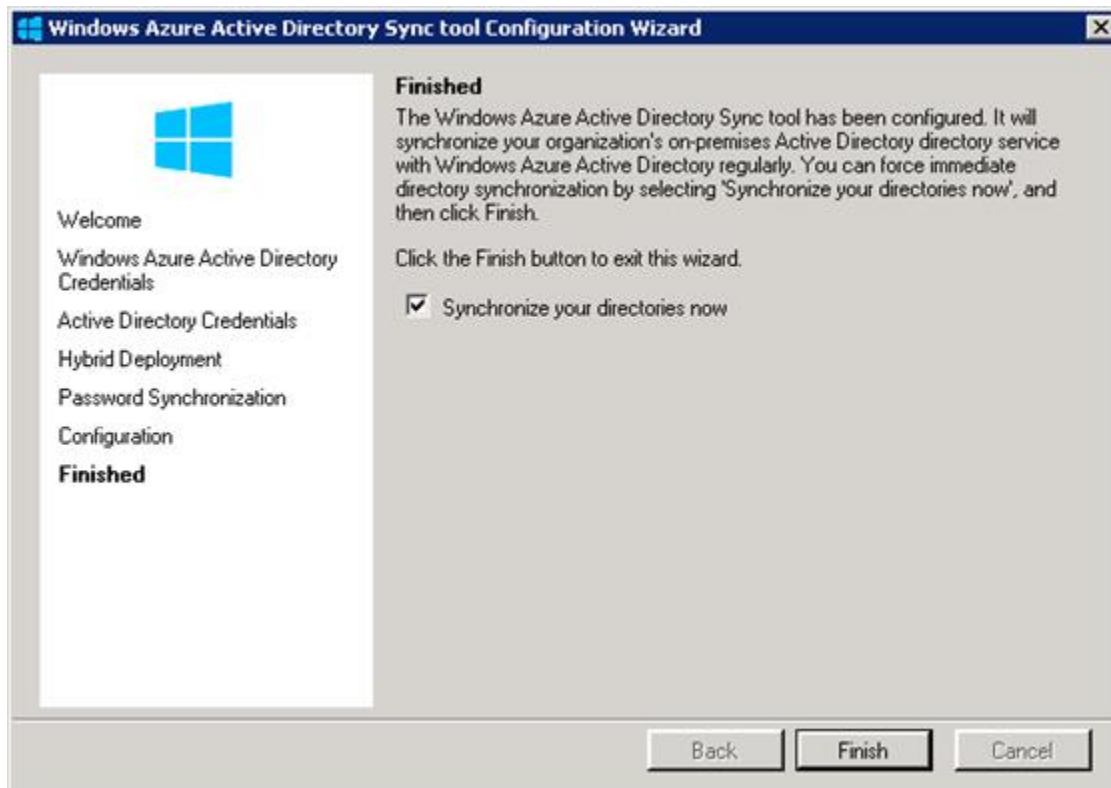 Windows Azure Active Directory Sync tool Configuration Wizard
Welcome
Windows Azure Active Directory
Credentials
Active Directory Credentials
Hybrid Deployment
Password Synchronization
Configuration
Finished
Finished
The Windows Azure Active Directory Sync tool has been configured. It will
synchronize your organization's on-premises Active Directory directory service
with Windows Azure Active Directory regularly. You can force immediate
directory synchronization by selecting 'Synchronize your directories now', and
then click Finish.
Click the Finish button to exit this wizard.
Synchronize your directories now
Back
Finish
Cancel